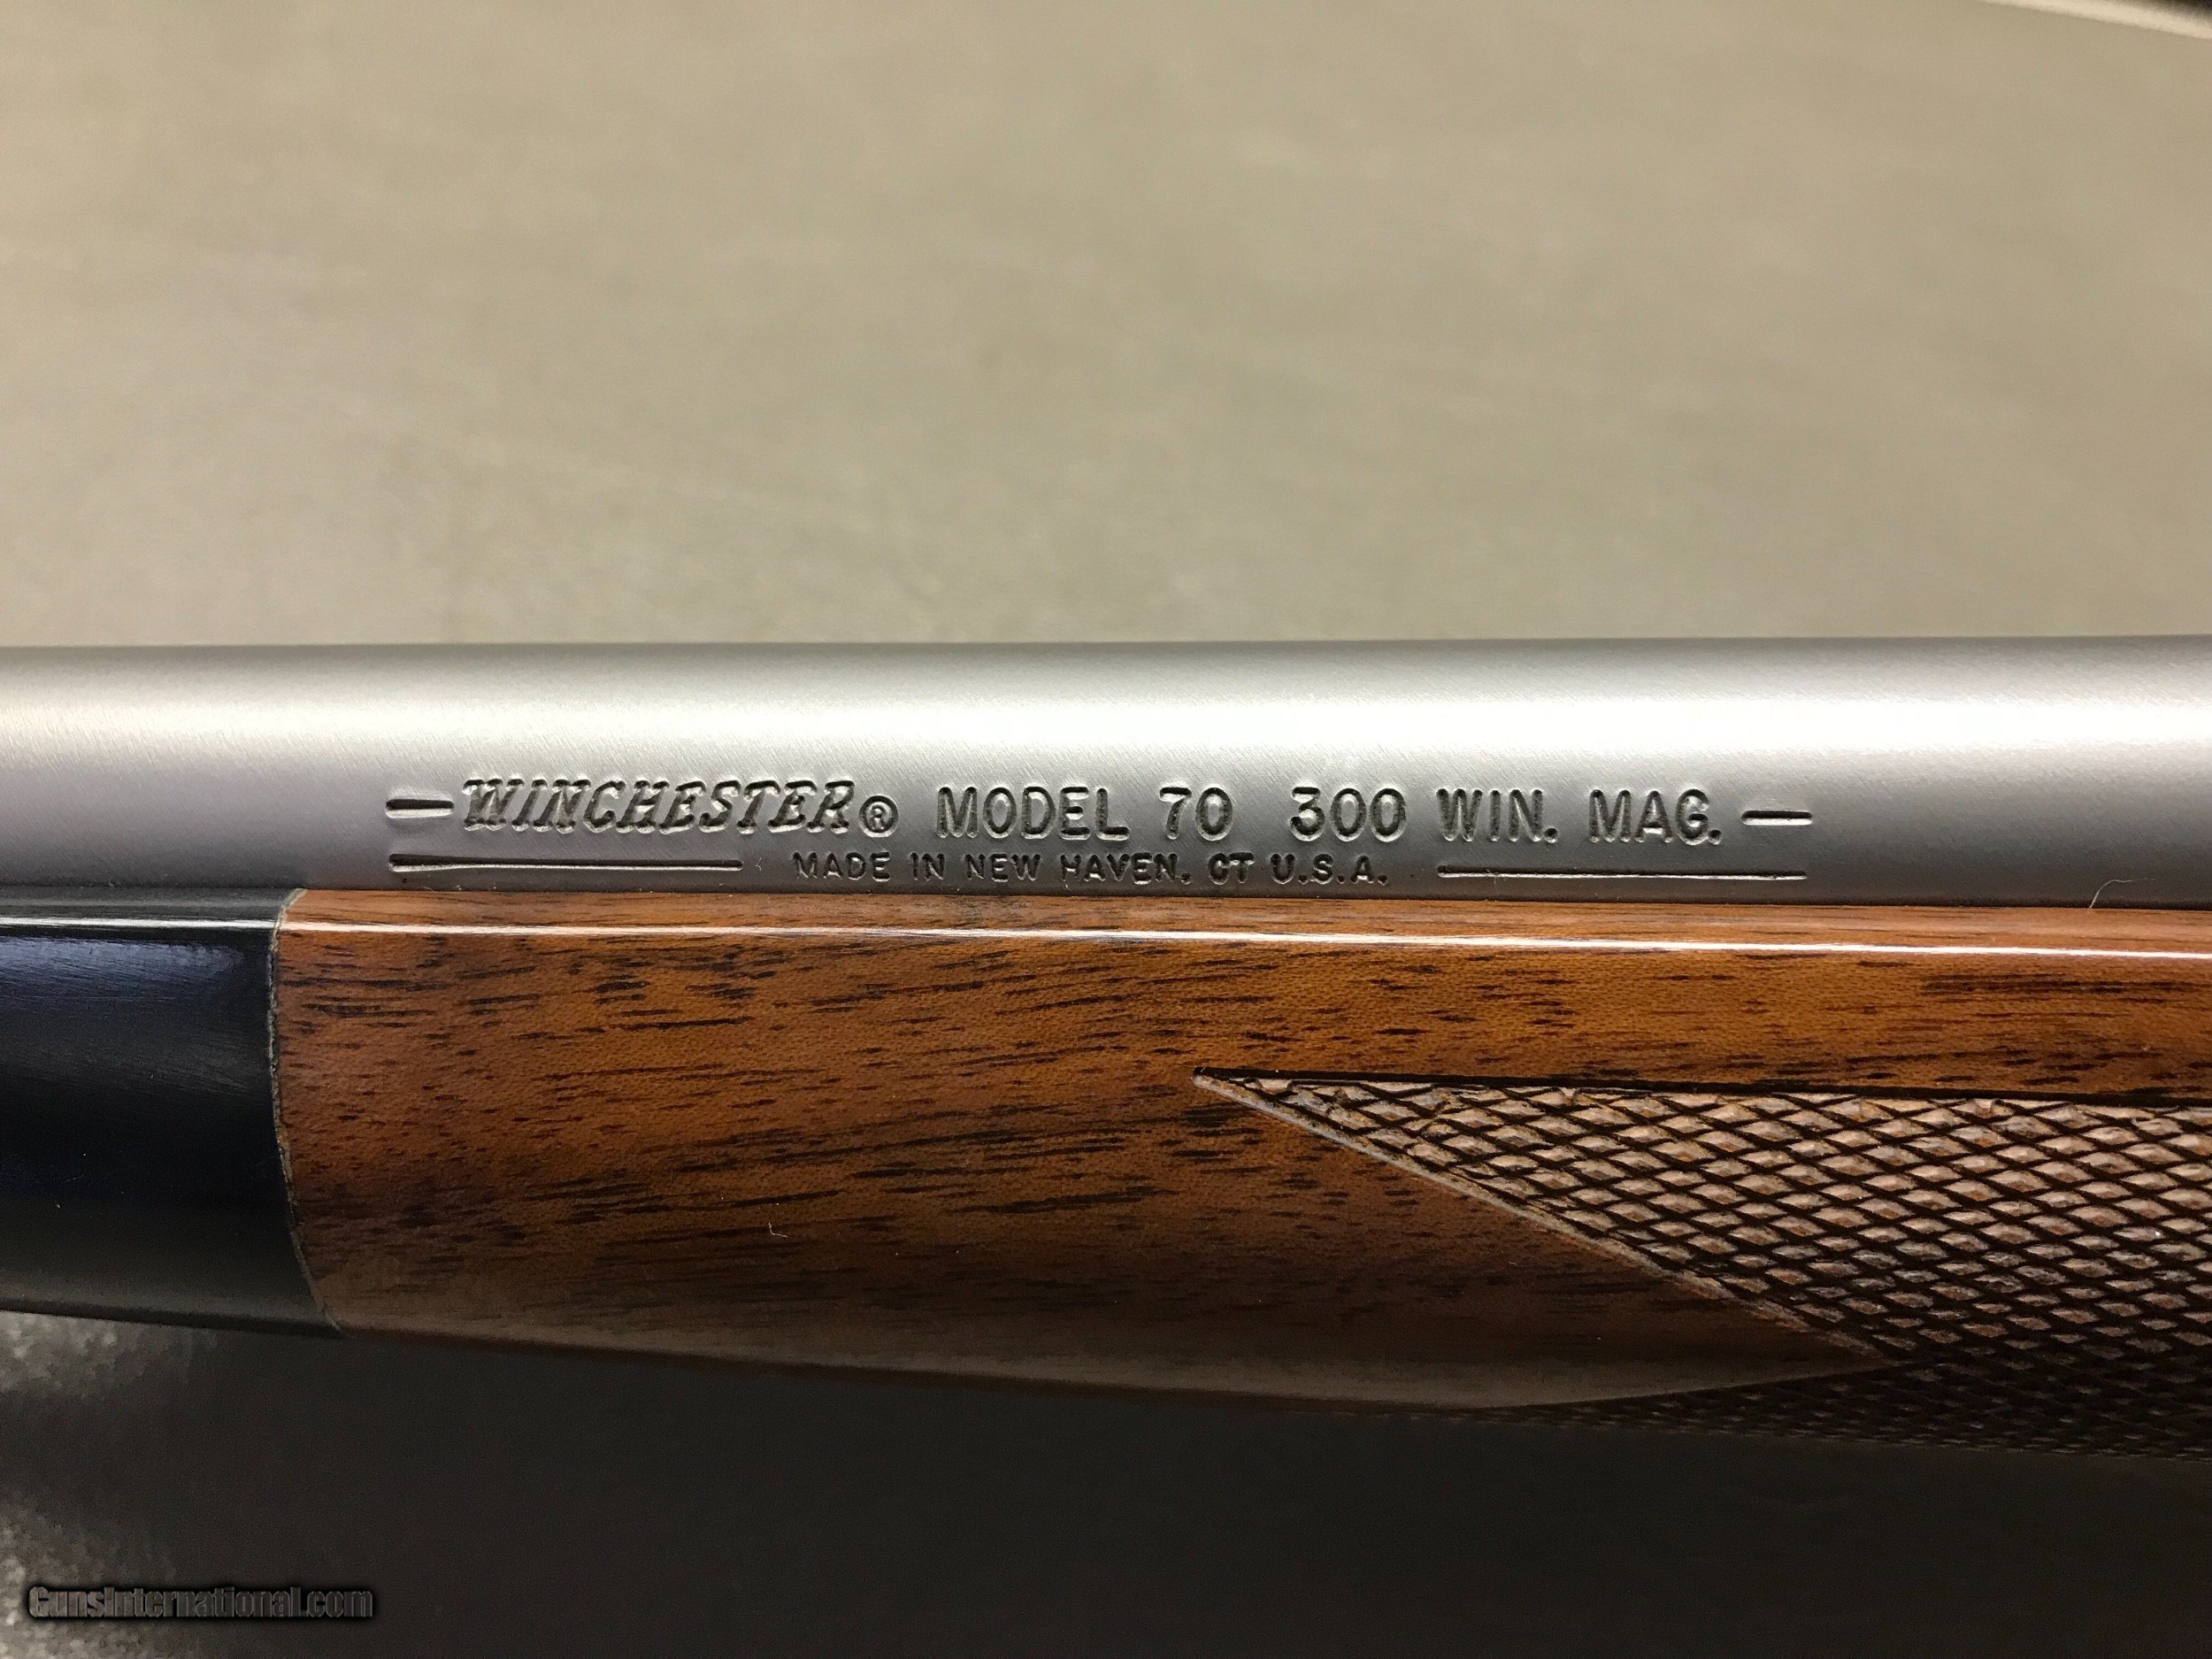 WINCHESTER® MODEL 70 300 WIN. MAG.
MADE IN NEW HAVEN, CT U.S.A.
GunsInternational.com